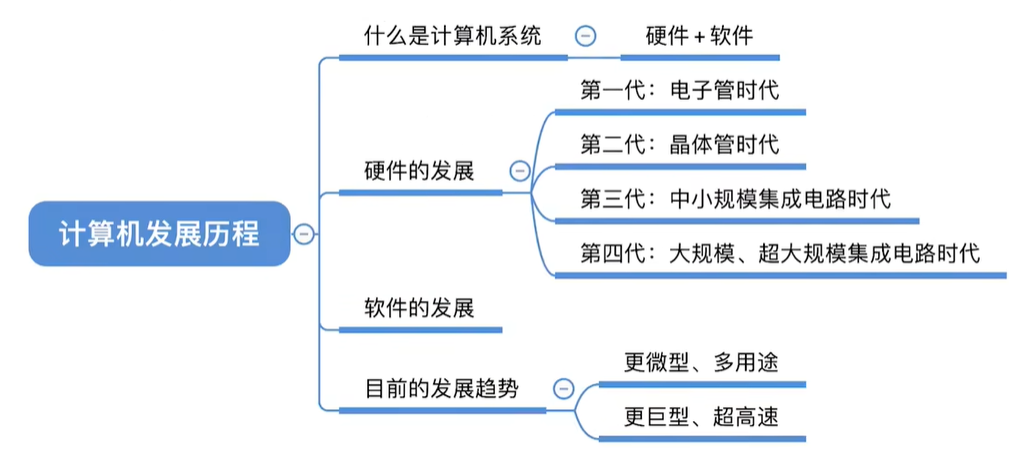 什么是计算机系统
硬件+软件
第一代：电子管时代
第二代：晶体管时代
硬件的发展
第三代：中小规模集成电路时代
计算机发展历程
第四代：大规模、超大规模集成电路时代
软件的发展
更微型、多用途
目前的发展趋势
更巨型、超高速